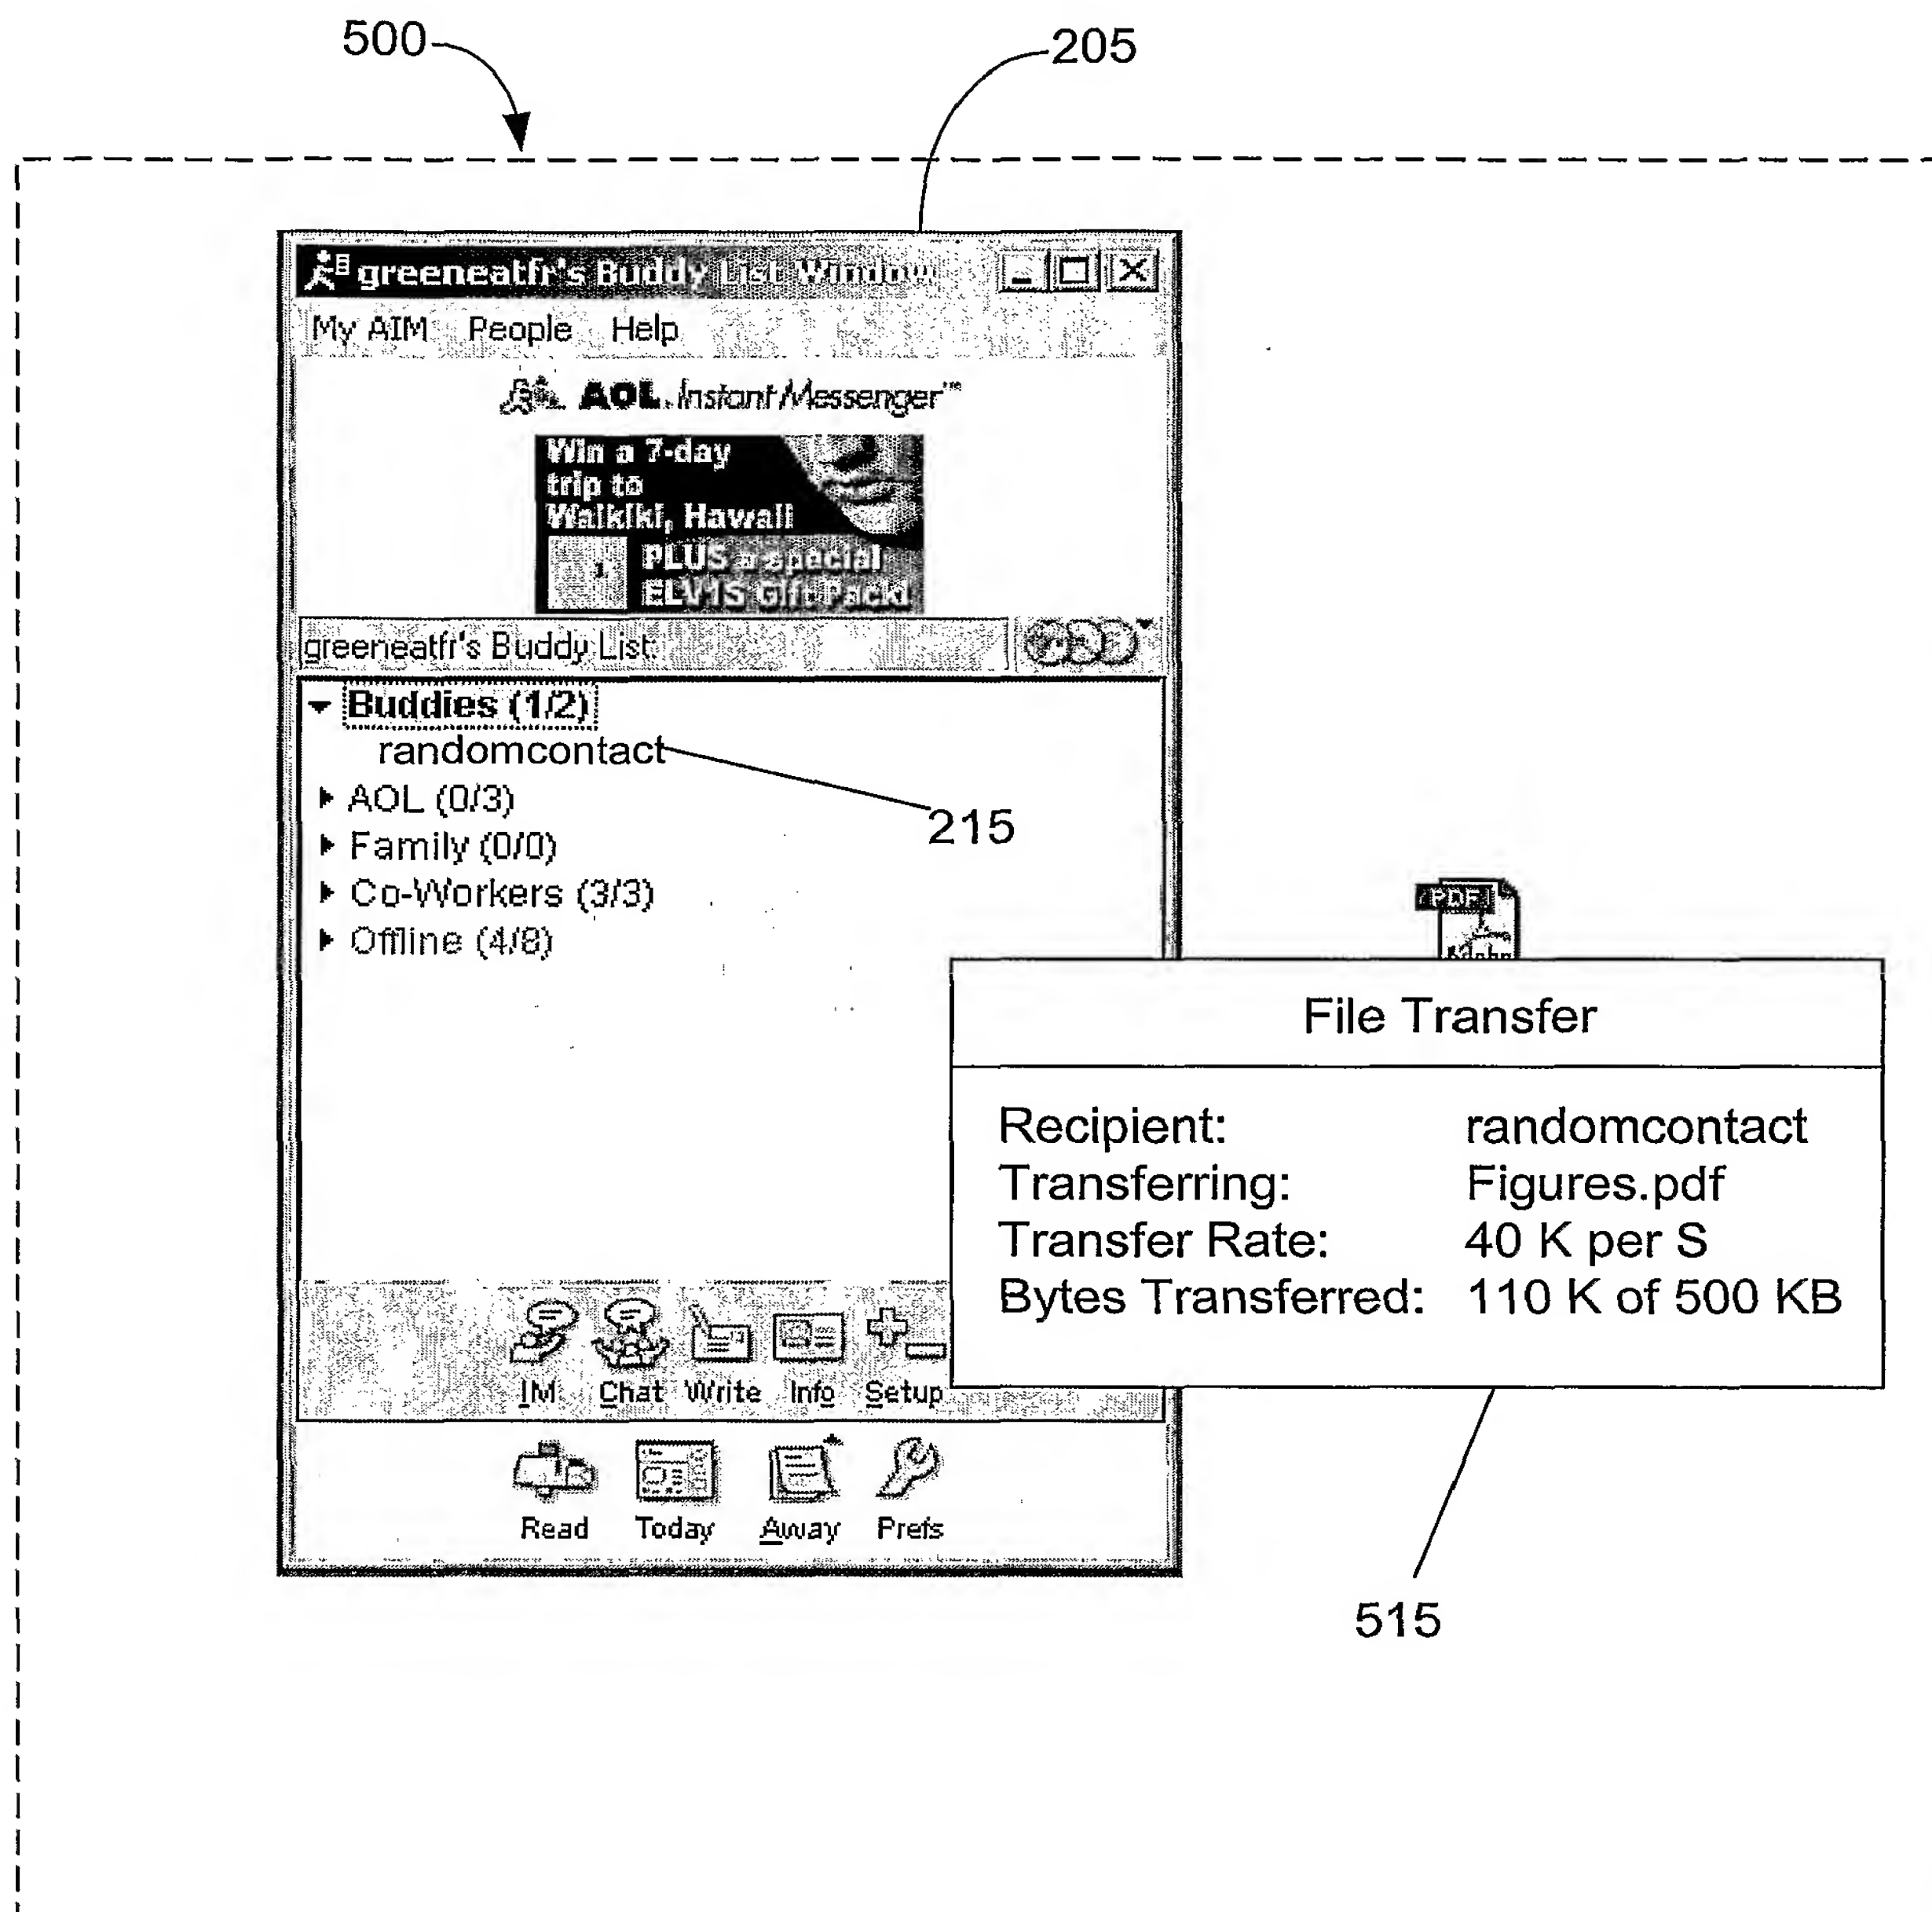 500
205
greeneatfr's Buddy List Window
My AIM People Help
AOL Instant Messenger™
Win a 7-day
trip to
Waikiki, Hawaii
PLUS a special
ELVIS Gift Pack!
greeneatfr's Buddy List
Buddies (1/2)
randomcontact
AOL (0/3)
215
Family (0/0)
Co-Workers (3/3)
Offline (4/8)
PDF
File Transfer
Recipient: randomcontact
Transferring: Figures.pdf
Transfer Rate: 40 K per S
Bytes Transferred: 110 K of 500 KB
IM Chat Write Info Setup
Read Today Away Prefs
515